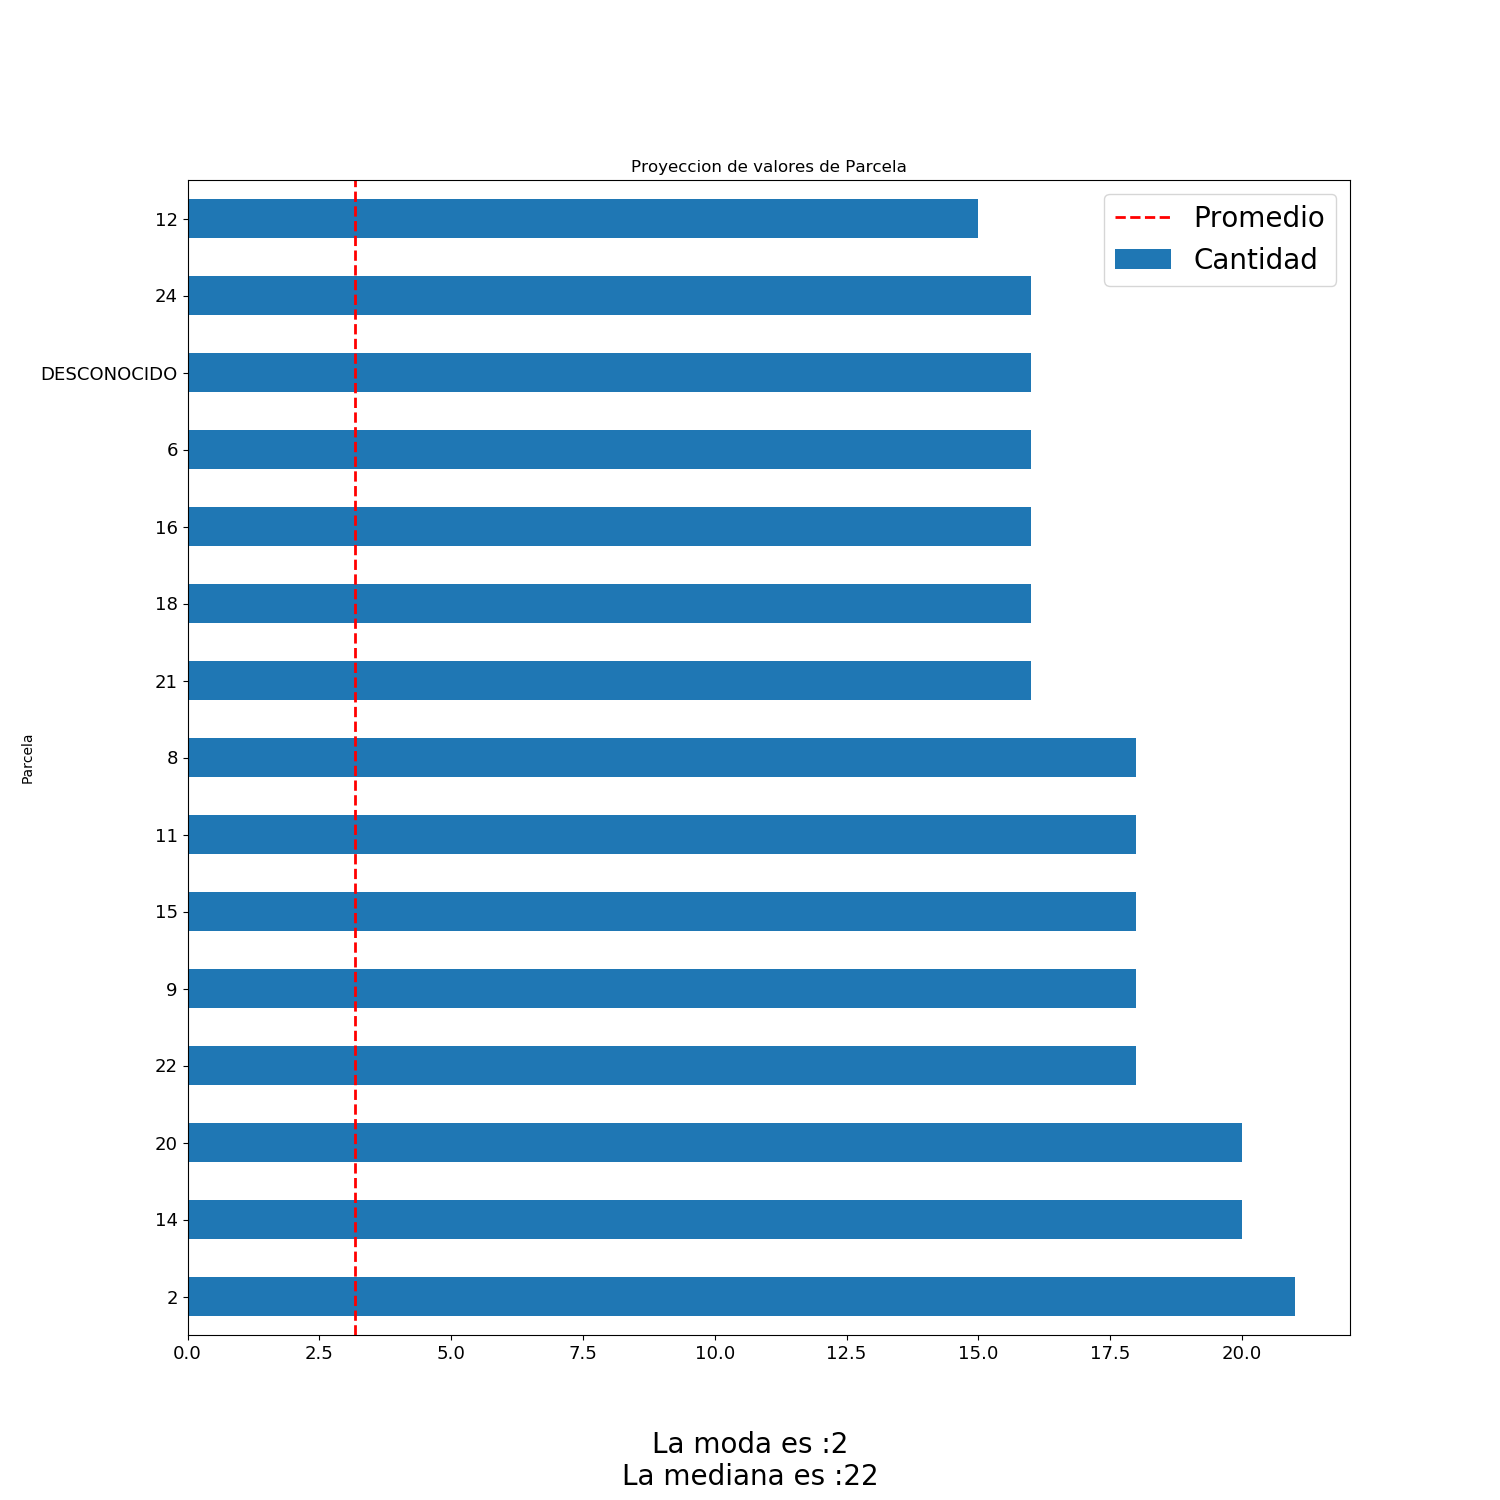 Proyeccion de valores de Parcela
Promedio
Cantidad
12
24
DESCONOCIDO
6
16
18
21
8
11
15
9
22
20
14
2
Parcela
0.0 2.5 5.0 7.5 10.0 12.5 15.0 17.5 20.0
La moda es :2
La mediana es :22